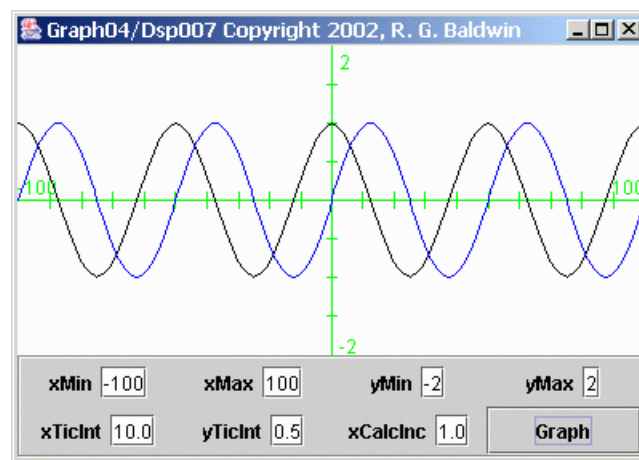 Graph04/Dsp007 Copyright 2002, R. G. Baldwin
2
-100
100
-2
xMin -100 xMax 100 yMin -2 yMax 2
xTicInt 10.0 yTicInt 0.5 xCalcInc 1.0 Graph